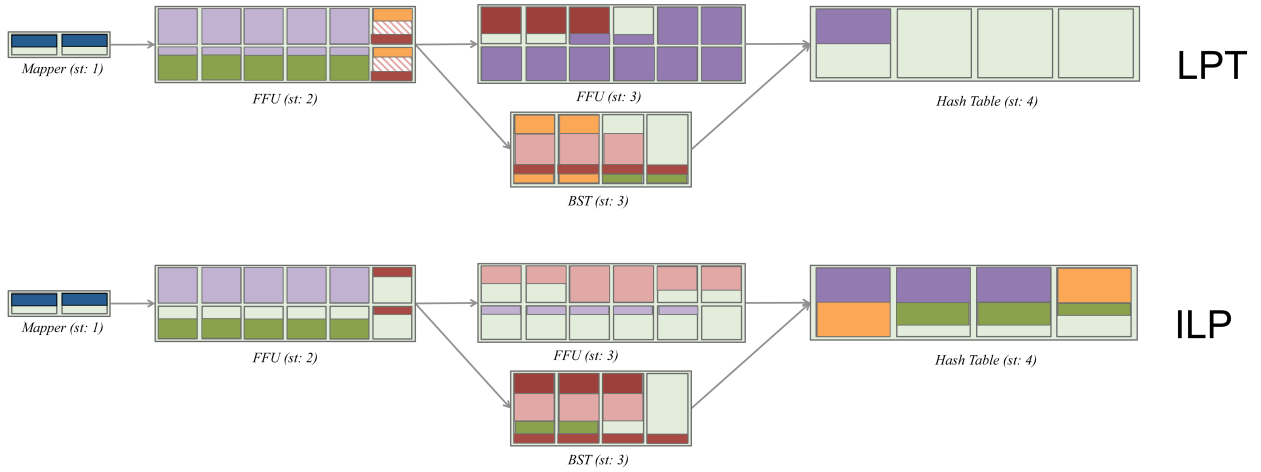 LPT
Mapper (st: 1)
FFU (st: 2)
FFU (st: 3)
Hash Table (st: 4)
BST (st: 3)
ILP
Mapper (st: 1)
FFU (st: 2)
FFU (st: 3)
Hash Table (st: 4)
BST (st: 3)